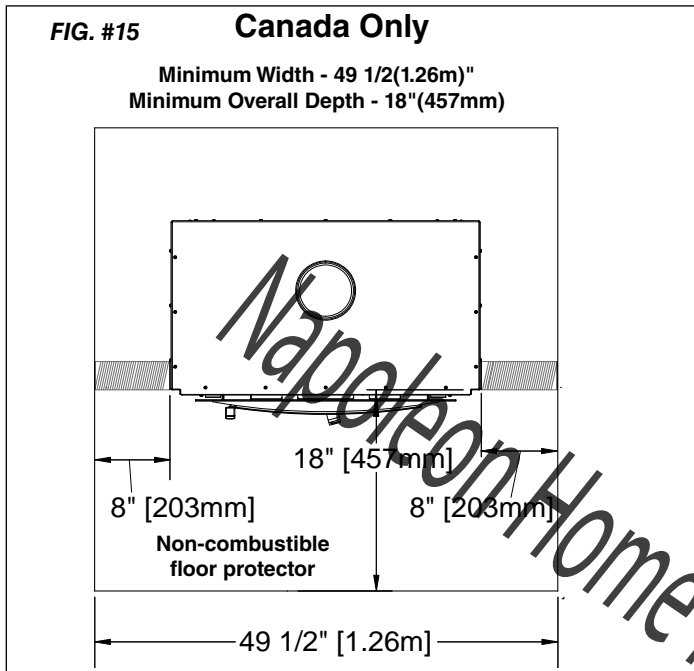 FIG. #15
Canada Only
Minimum Width - 49 1/2(1.26m)"
Minimum Overall Depth - 18"(457mm)
18" [457mm]
8" [203mm]
8" [203mm]
Non-combustible
floor protector
49 1/2" [1.26m]
Napoleon Home